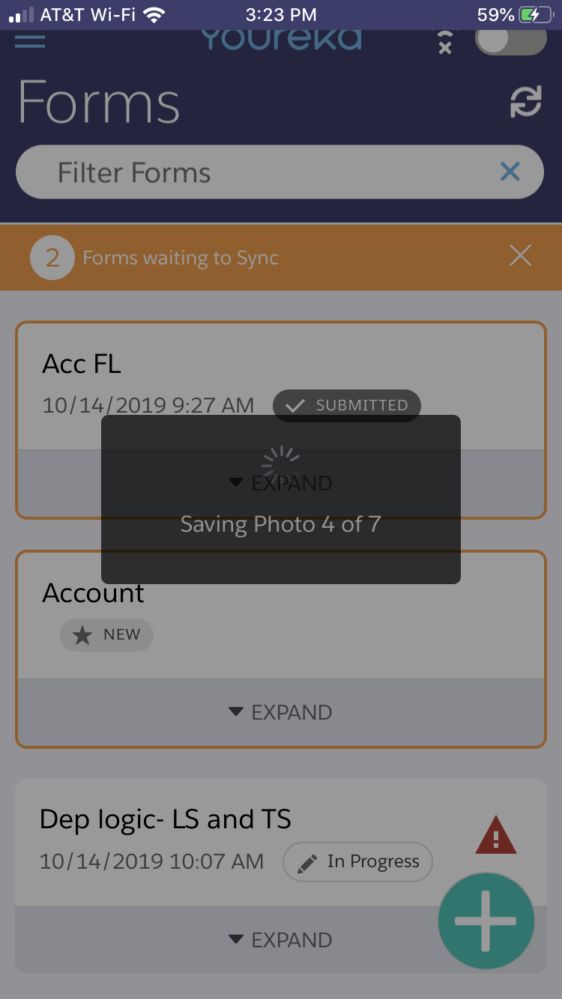 AT&T Wi-Fi 3:23 PM 59%
Youreka
Forms
Filter Forms
2 Forms waiting to Sync
Acc FL
10/14/2019 9:27 AM SUBMITTED
EXPAND
Saving Photo 4 of 7
Account
NEW
EXPAND
Dep logic- LS and TS
10/14/2019 10:07 AM In Progress
EXPAND